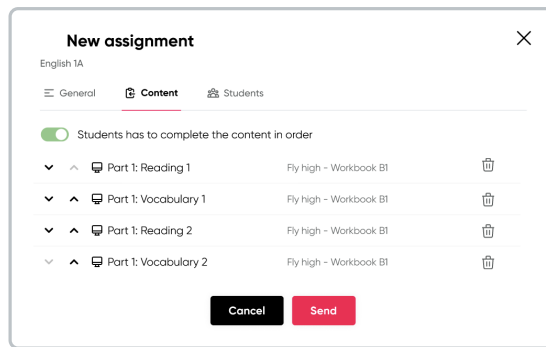 New assignment
English 1A
General Content Students
Students has to complete the content in order
Part 1: Reading 1 Fly high - Workbook B1
Part 1: Vocabulary 1 Fly high - Workbook B1
Part 1: Reading 2 Fly high - Workbook B1
Part 1: Vocabulary 2 Fly high - Workbook B1
Cancel Send